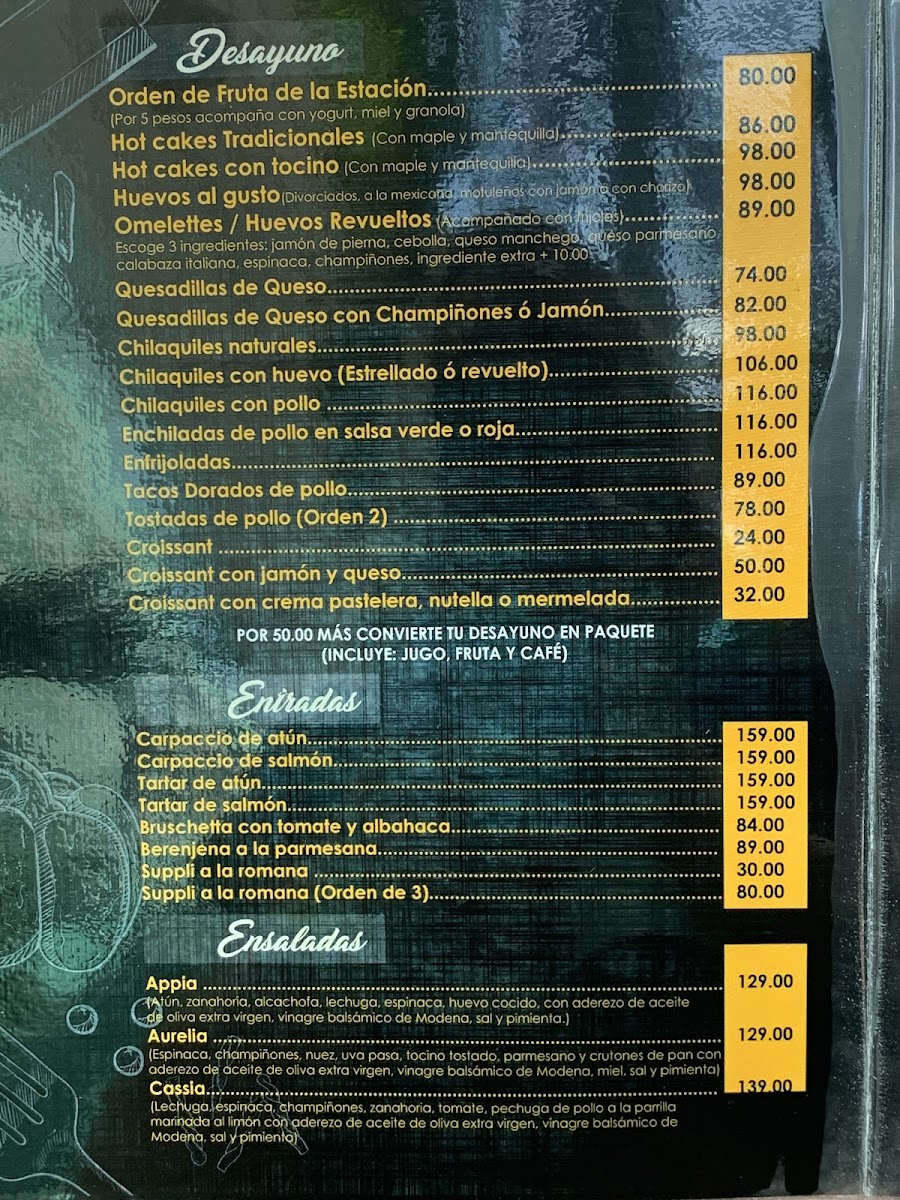 Desayuno
Orden de Fruta de la Estación........ 80.00
(Por 5 pesos acompaña con yogurt, miel y granola)
Hot cakes Tradicionales (Con maple y mantequilla)........ 86.00
Hot cakes con tocino (Con maple y mantequilla)........ 98.00
Huevos al gusto(Divorciados, a la mexicana, motuleños con jamón ó con chorizo) 98.00
Omelettes / Huevos Revueltos (Acompañado con frijoles)........ 89.00
Escoge 3 ingredientes: jamón de pierna, cebolla, queso manchego, queso parmesano,
calabaza italiana, espinaca, champiñones, ingrediente extra + 10.00
Quesadillas de Queso........ 74.00
Quesadillas de Queso con Champiñones ó Jamón........ 82.00
Chilaquiles naturales........ 98.00
Chilaquiles con huevo (Estrellado ó revuelto)........ 106.00
Chilaquiles con pollo ........ 116.00
Enchiladas de pollo en salsa verde o roja........ 116.00
Enfrijoladas........ 116.00
Tacos Dorados de pollo........ 89.00
Tostadas de pollo (Orden 2) ........ 78.00
Croissant ........ 24.00
Croissant con jamón y queso........ 50.00
Croissant con crema pastelera, nutella o mermelada........ 32.00
POR 50.00 MÁS CONVIERTE TU DESAYUNO EN PAQUETE
(INCLUYE: JUGO, FRUTA Y CAFÉ)
Entradas
Carpaccio de atún........ 159.00
Carpaccio de salmón........ 159.00
Tartar de atún........ 159.00
Tartar de salmón........ 159.00
Bruschetta con tomate y albahaca........ 84.00
Berenjena a la parmesana........ 89.00
Supplì a la romana ........ 30.00
Supplì a la romana (Orden de 3)........ 80.00
Ensaladas
Appia ........ 129.00
(Atún, zanahoria, alcachofa, lechuga, espinaca, huevo cocido, con aderezo de aceite
de oliva extra virgen, vinagre balsámico de Modena, sal y pimienta.)
Aurelia ........ 129.00
(Espinaca, champiñones, nuez, uva pasa, tocino tostado, parmesano y crutones de pan con
aderezo de aceite de oliva extra virgen, vinagre balsámico de Modena, miel, sal y pimienta)
Cassia........ 139.00
(Lechuga, espinaca, champiñones, zanahoria, tomate, pechuga de pollo a la parrilla
marinada al limón con aderezo de aceite de oliva extra virgen, vinagre balsámico de
Modena, sal y pimienta)